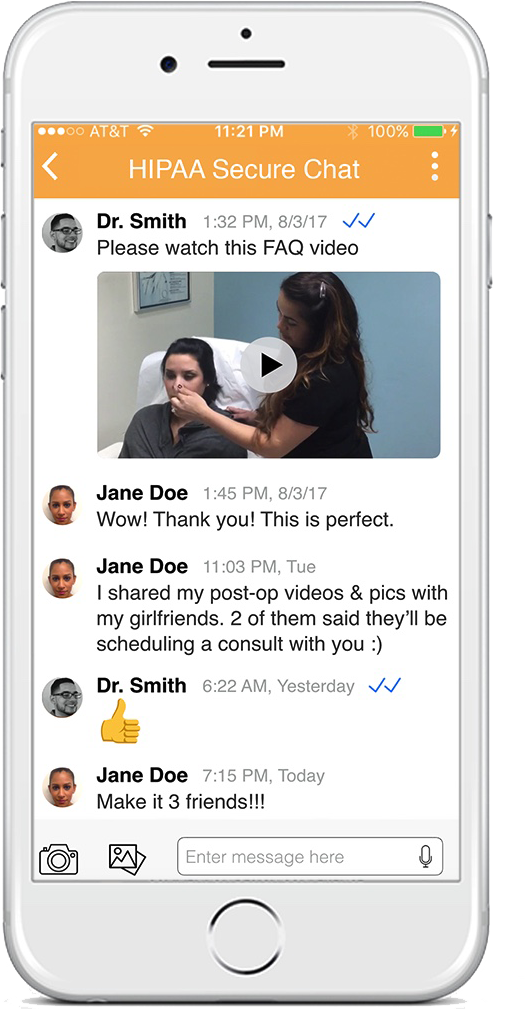 AT&T 11:21 PM 100%
HIPAA Secure Chat
Dr. Smith 1:32 PM, 8/3/17
Please watch this FAQ video
Jane Doe 1:45 PM, 8/3/17
Wow! Thank you! This is perfect.
Jane Doe 11:03 PM, Tue
I shared my post-op videos & pics with
my girlfriends. 2 of them said they’ll be
scheduling a consult with you :)
Dr. Smith 6:22 AM, Yesterday
Jane Doe 7:15 PM, Today
Make it 3 friends!!!
Enter message here